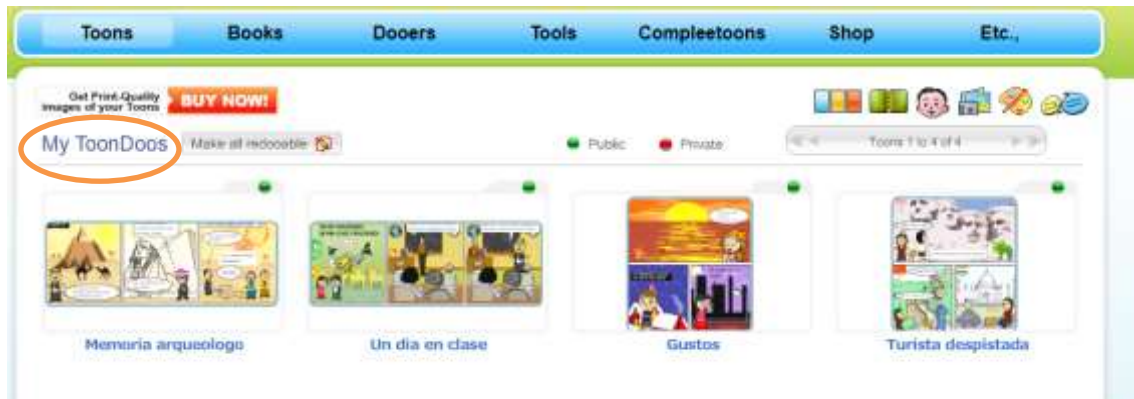 Toons Books Dooers Tools Compleetoons Shop Etc.,
Get Print-Quality
images of your Toons
BUY NOW!
My ToonDoos Make all redooable Public Private Toons 1 to 4 of 4
Memoria arqueologo Un dia en clase Gustos Turista despistada